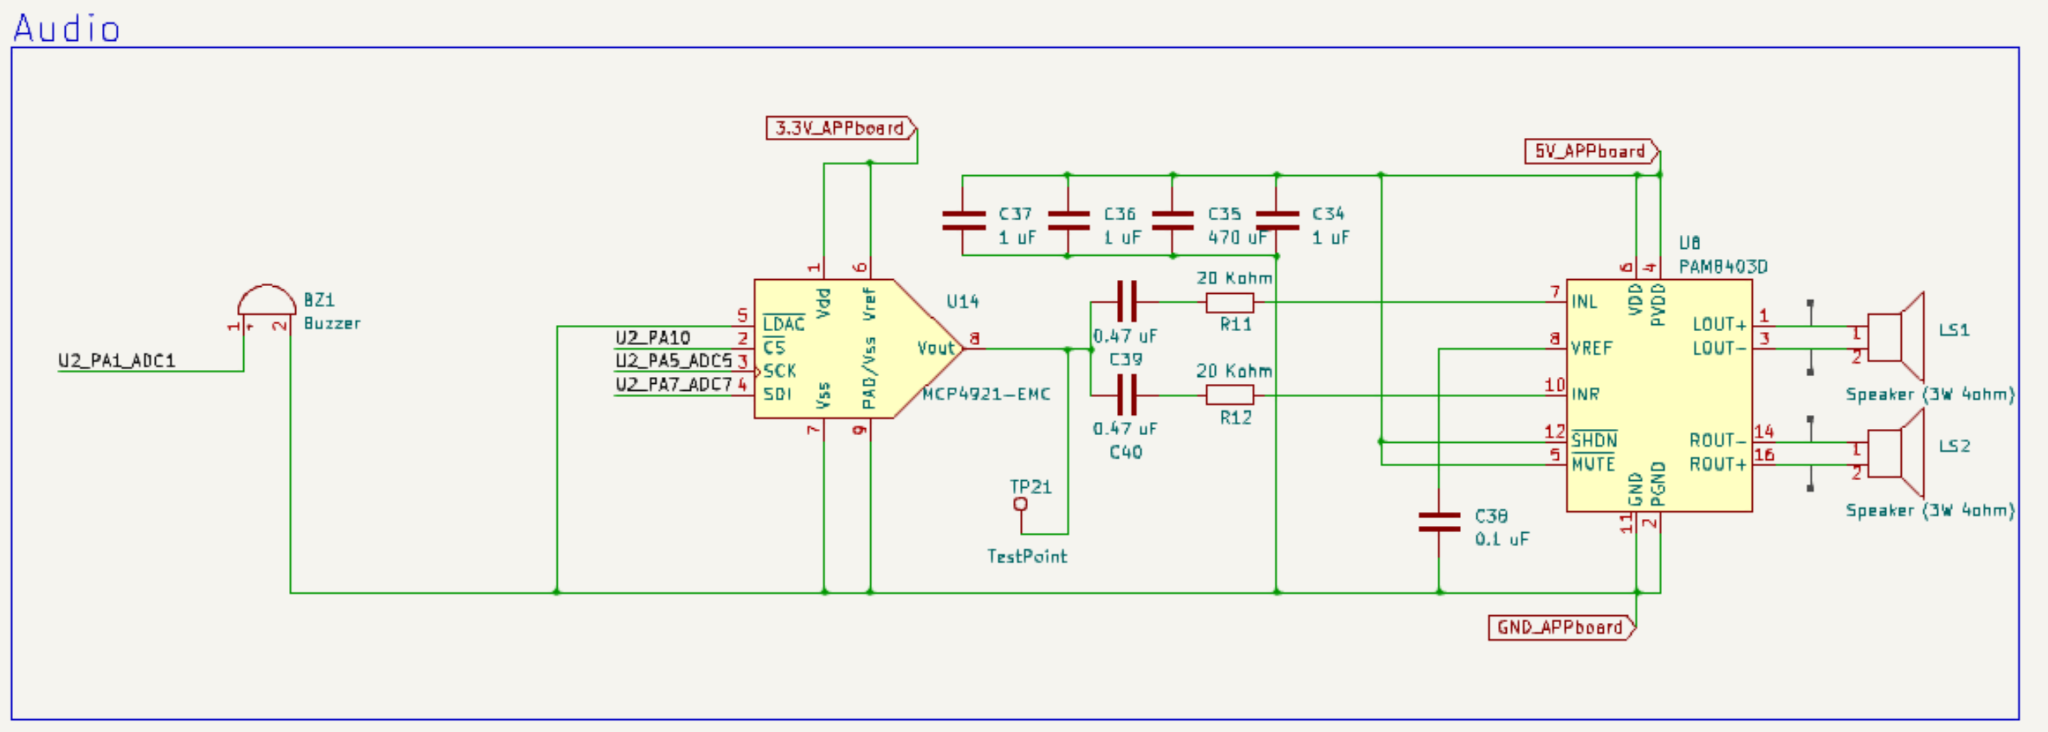 Audio
3.3V_APPboard
5V_APPboard
C37
1 uF
C36
1 uF
C35
470 uF
C34
1 uF
U8
PAM8403D
BZ1
Buzzer
1
+
2
U2_PA1_ADC1
U2_PA10
U2_PA5_ADC5
U2_PA7_ADC7
5
2
3
4
1
6
LDAC
CS
SCK
SDI
Vdd
Vref
Vss
PAD/Vss
Vout
8
7
9
U14
MCP4921-EMC
0.47 uF
C39
0.47 uF
C40
20 Kohm
R11
20 Kohm
R12
TP21
TestPoint
C38
0.1 uF
7
8
10
12
5
6
4
INL
VREF
INR
SHDN
MUTE
VDD
PVDD
GND
PGND
11
2
LOUT+
LOUT-
ROUT-
ROUT+
1
3
14
16
1
2
LS1
Speaker (3W 4ohm)
1
2
LS2
Speaker (3W 4ohm)
GND_APPboard